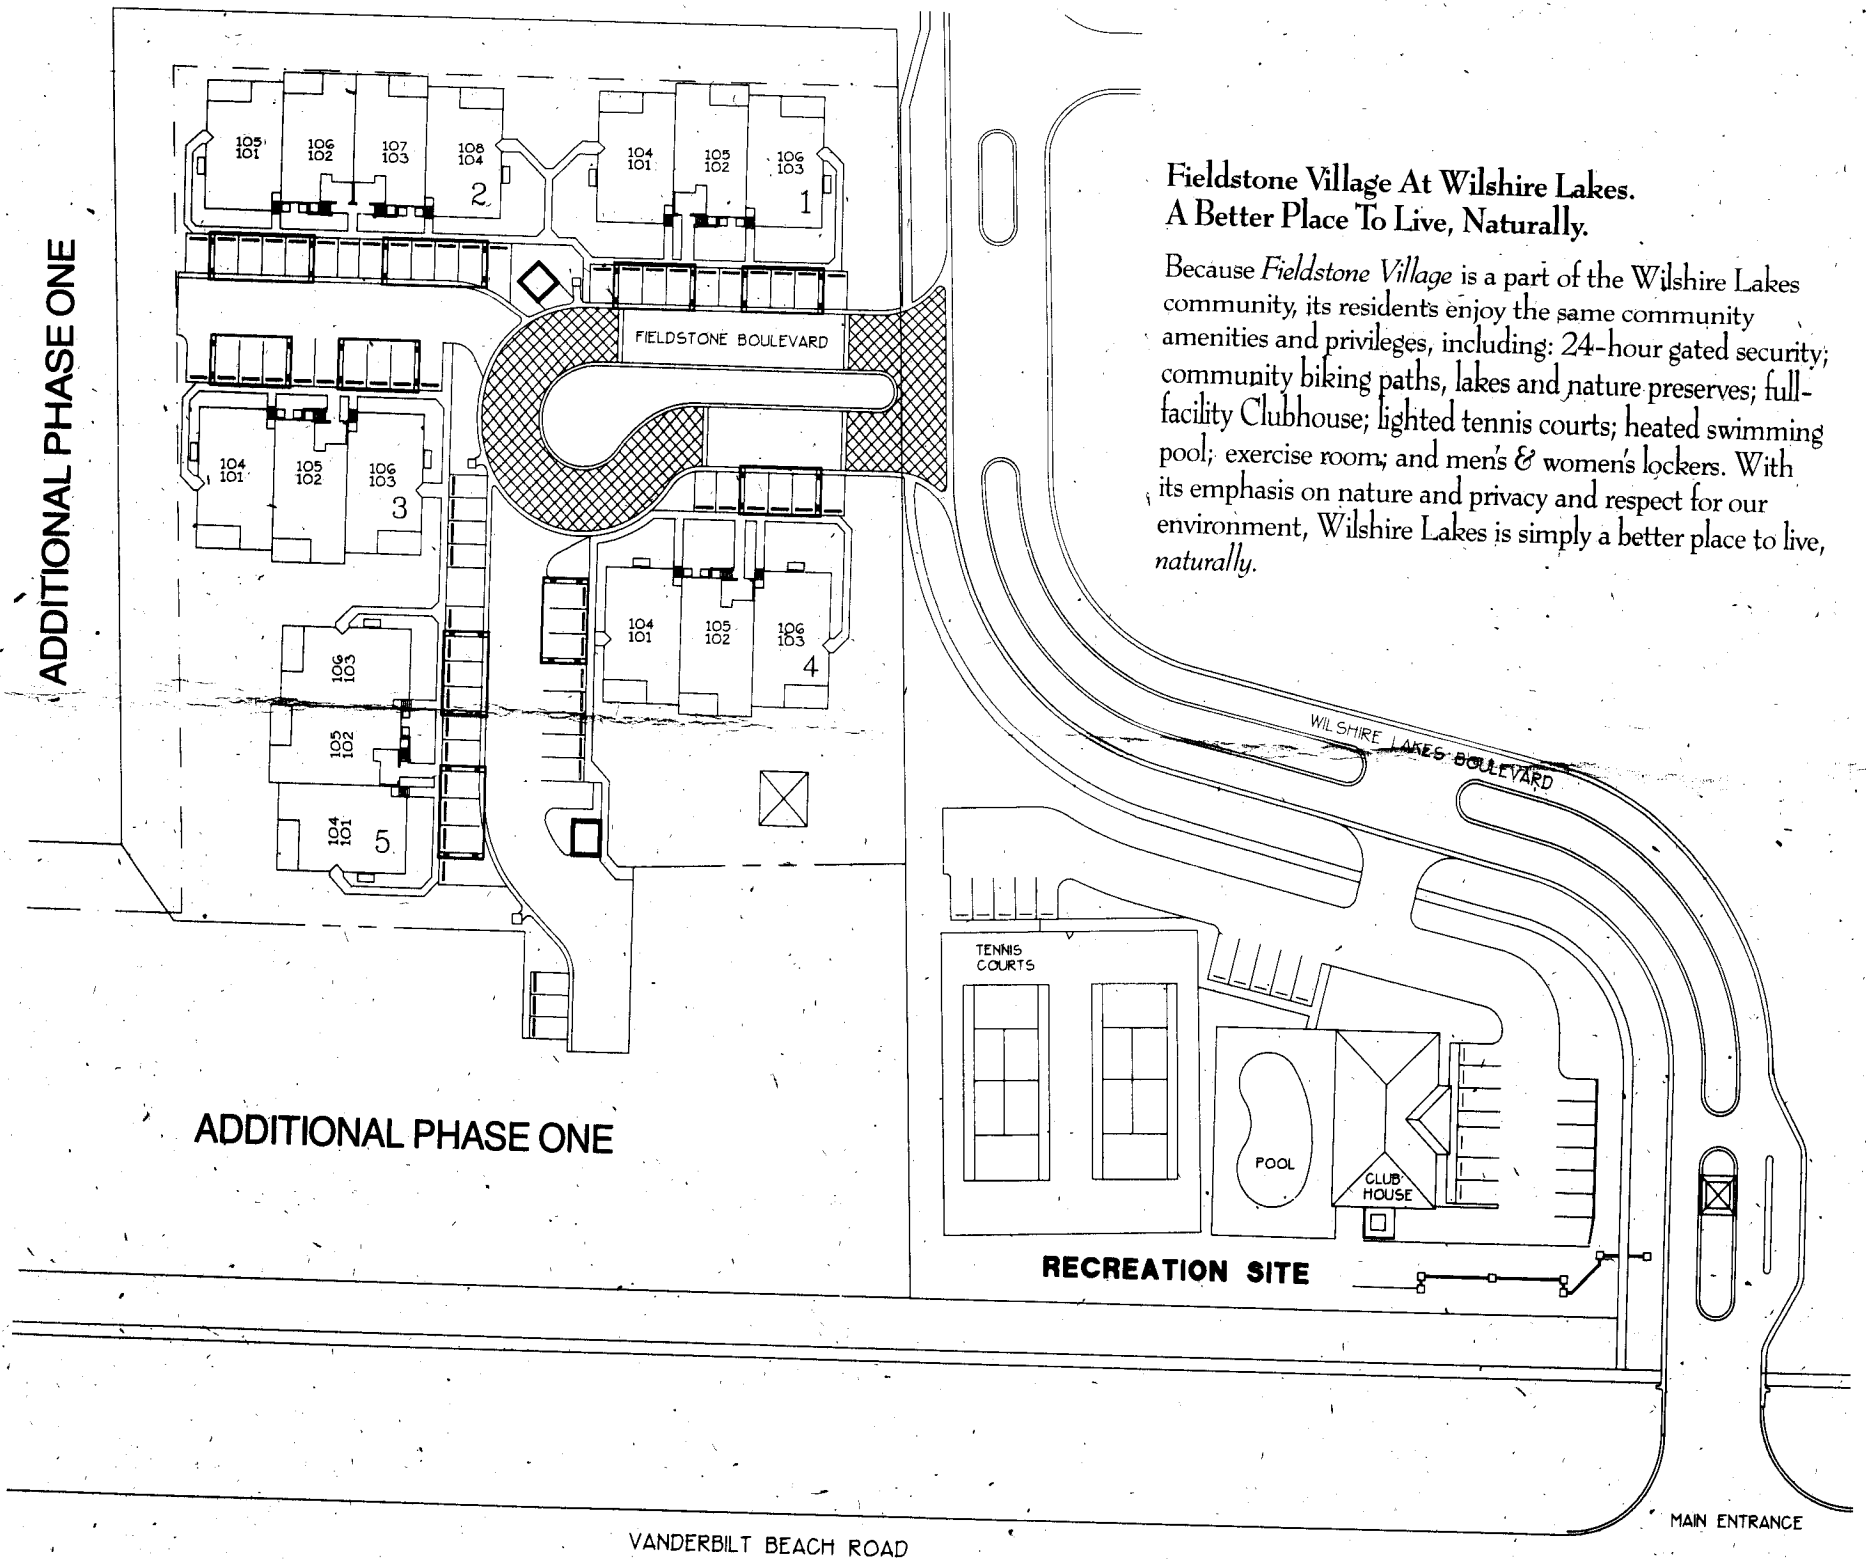 ADDITIONAL PHASE ONE
105
101
106
102
107
103
108
104
2
104
101
105
102
106
103
1
FIELDSTONE BOULEVARD
104
101
105
102
106
103
3
104
101
105
102
106
103
4
106
103
105
102
104
101
5
Fieldstone Village At Wilshire Lakes.
A Better Place To Live, Naturally.
Because Fieldstone Village is a part of the Wilshire Lakes
community, its residents enjoy the same community
amenities and privileges, including: 24-hour gated security;
community biking paths, lakes and nature preserves; full-
facility Clubhouse; lighted tennis courts; heated swimming
pool; exercise room; and men's & women's lockers. With
its emphasis on nature and privacy and respect for our
environment, Wilshire Lakes is simply a better place to live,
naturally.
WILSHIRE LAKES BOULEVARD
TENNIS
COURTS
POOL
CLUB
HOUSE
ADDITIONAL PHASE ONE
RECREATION SITE
MAIN ENTRANCE
VANDERBILT BEACH ROAD